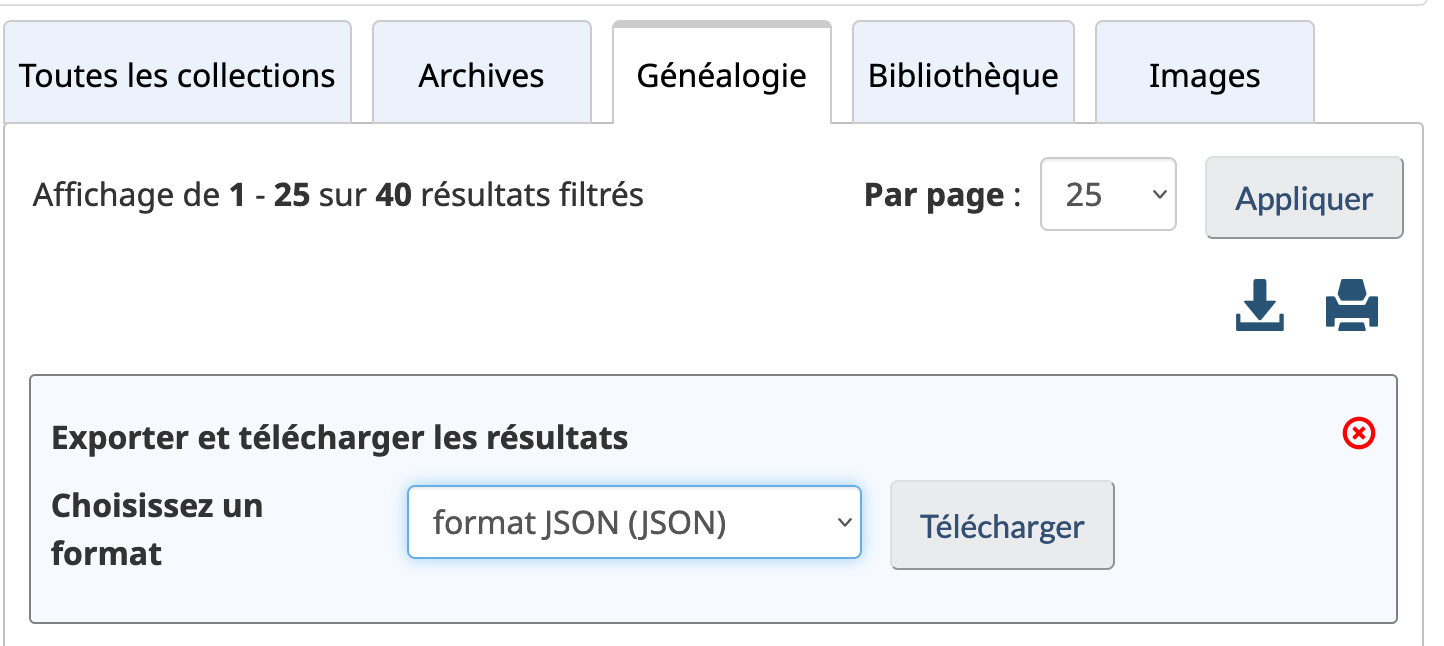 Toutes les collections Archives Généalogie Bibliothèque Images
Affichage de 1 - 25 sur 40 résultats filtrés Par page : 25 Appliquer
Exporter et télécharger les résultats
Choisissez un
format
format JSON (JSON) Télécharger